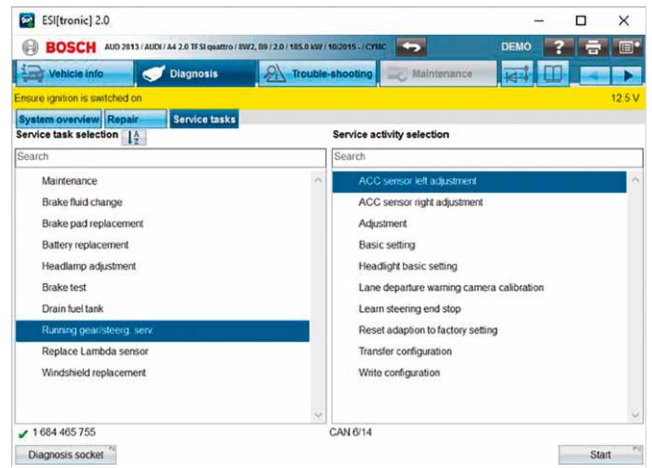 ESI[tronic] 2.0
BOSCH AUD 2813 / AUDI / A4 2.0 TFSI quattro / 8W2, B9 / 2.0 / 185.0 kW / 10/2015 - / CYMC DEMO ?
Vehicle info Diagnosis Trouble-shooting Maintenance
Ensure ignition is switched on 12.5 V
System overview Repair Service tasks
Service task selection Service activity selection
Search Search
Maintenance ACC sensor left adjustment
Brake fluid change ACC sensor right adjustment
Brake pad replacement Adjustment
Battery replacement Basic setting
Headlamp adjustment Headlight basic setting
Brake test Lane departure warning camera calibration
Drain fuel tank Learn steering end stop
Running gear/steerg. serv. Reset adaption to factory setting
Replace Lambda sensor Transfer configuration
Windshield replacement Write configuration
1 684 465 755 CAN 6/14
Diagnosis socket Start